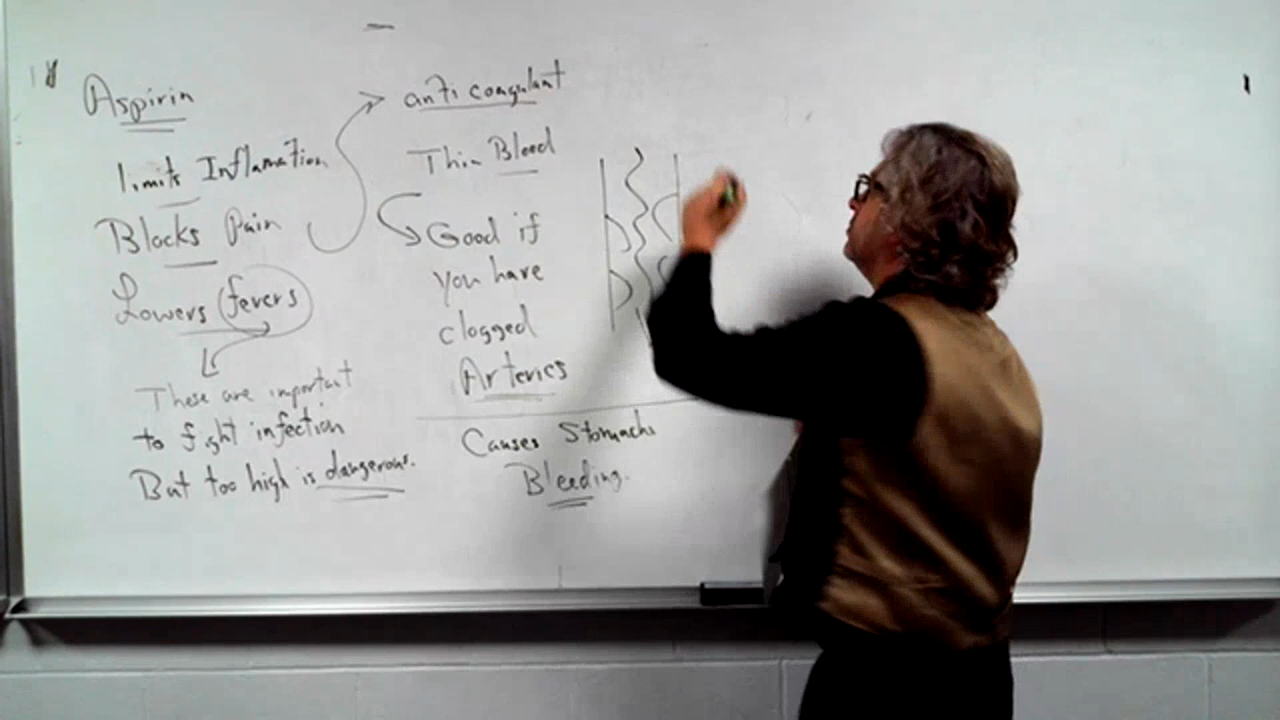 Aspirin
limits Inflamation
Blocks Pain
Lowers (fevers)
These are important
to fight infection
But too high is dangerous.
anti coagulant
Thin Blood
Good if
you have
clogged
Arteries
Causes Stomach
Bleeding.